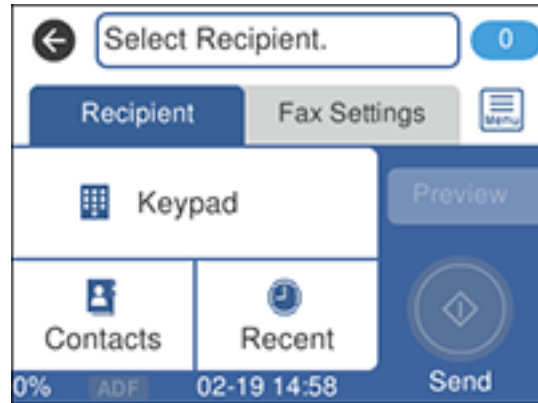 Select Recipient.
0
Recipient
Fax Settings
Menu
Keypad
Preview
Contacts
Recent
0%
ADF
02-19 14:58
Send